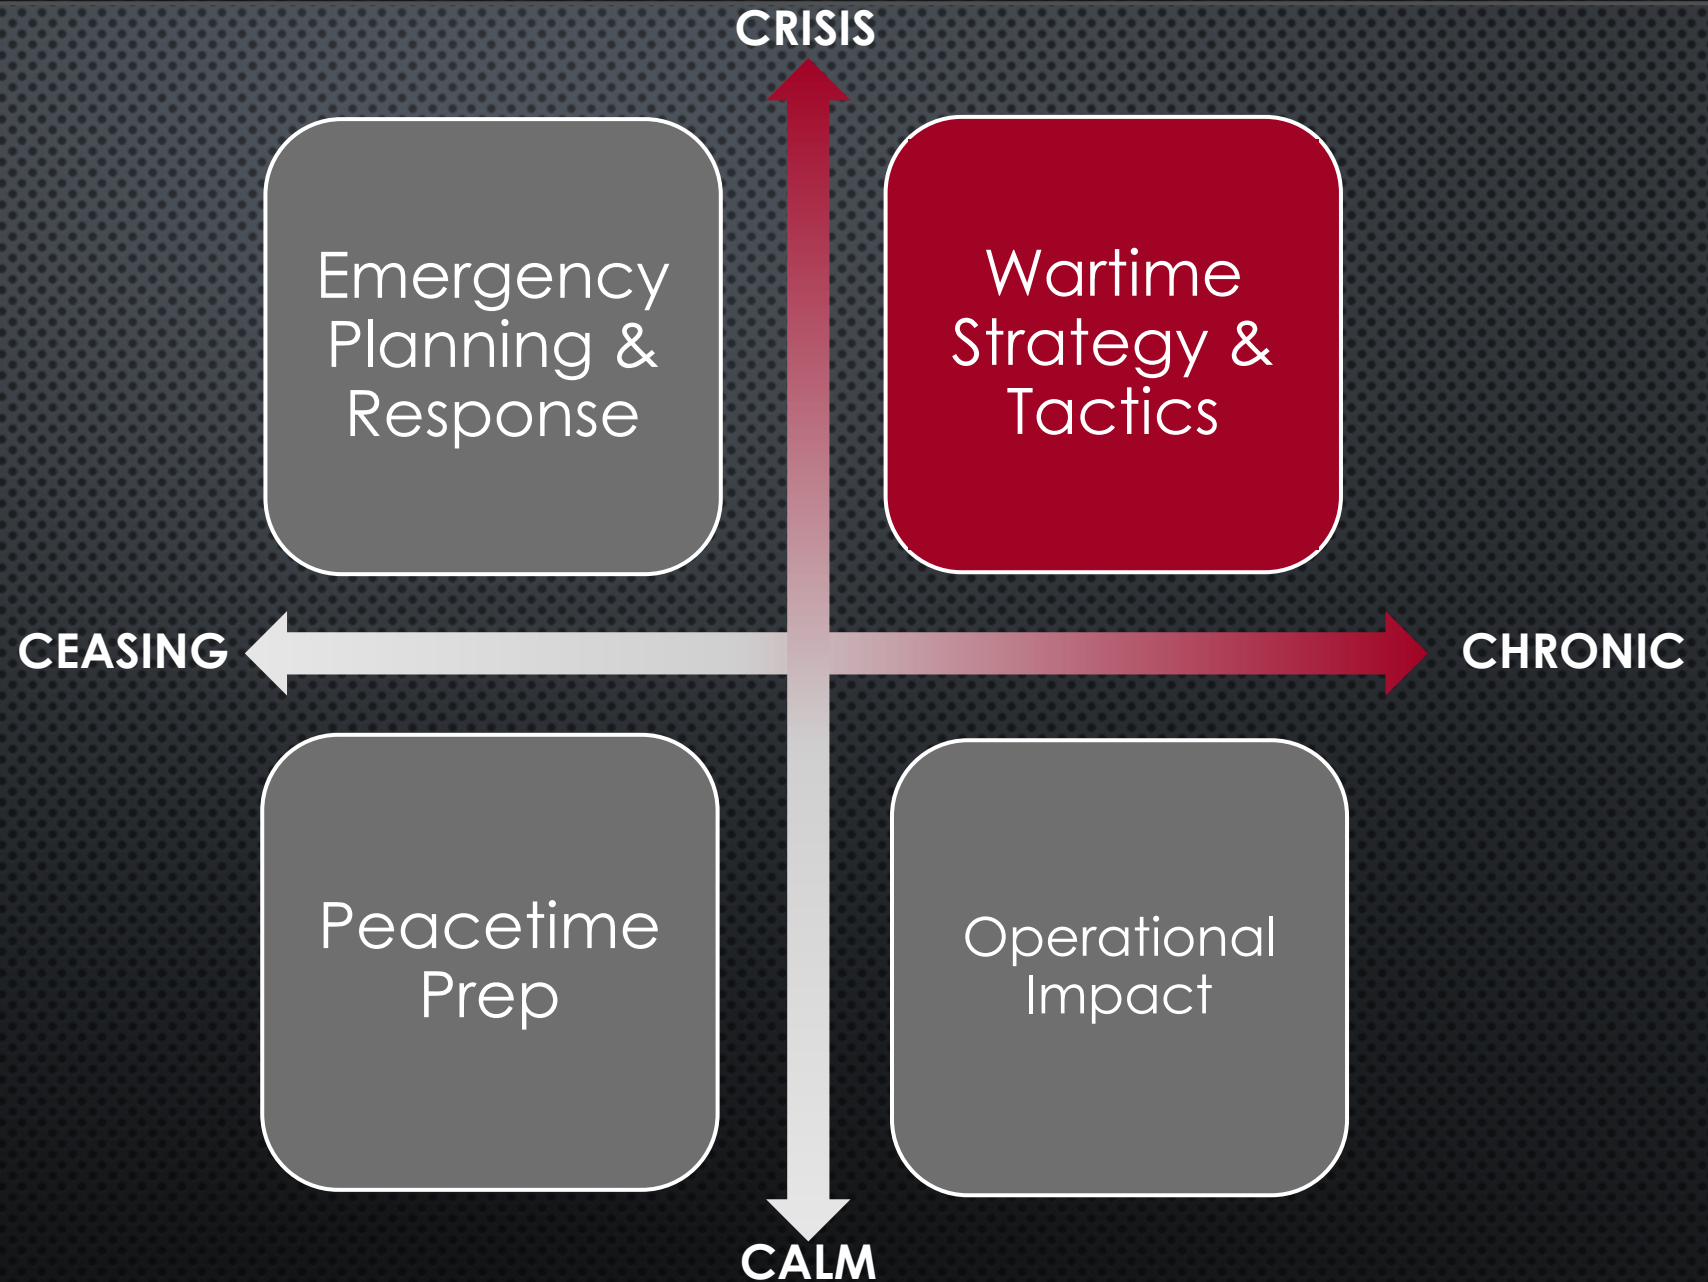 CRISIS
Emergency
Planning &
Response
Wartime
Strategy &
Tactics
CEASING
CHRONIC
Peacetime
Prep
Operational
Impact
CALM